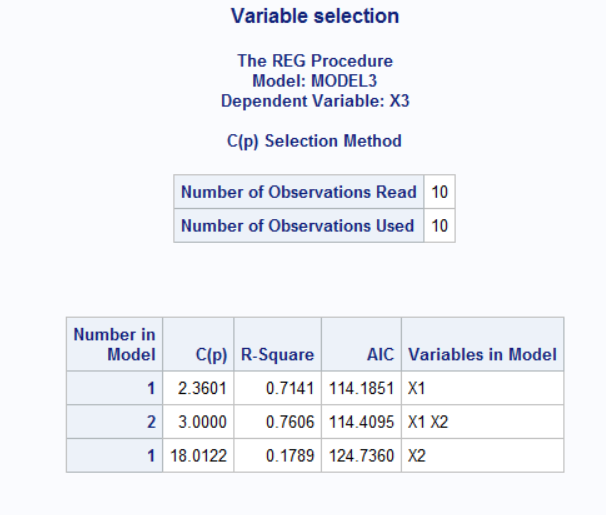 Variable selection
The REG Procedure
Model: MODEL3
Dependent Variable: X3
C(p) Selection Method
Number of Observations Read 10
Number of Observations Used 10
Number in Model C(p) R-Square AIC Variables in Model
1 2.3601 0.7141 114.1851 X1
2 3.0000 0.7606 114.4095 X1 X2
1 18.0122 0.1789 124.7360 X2